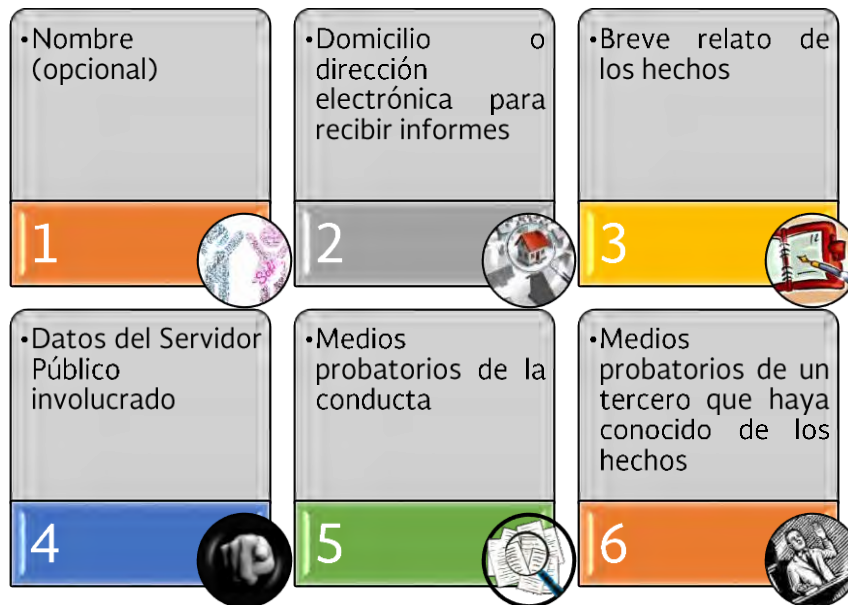 •Nombre
(opcional)
1
•Domicilio o
dirección
electrónica para
recibir informes
2
•Breve relato de
los hechos
3
•Datos del Servidor
Público
involucrado
4
•Medios
probatorios de la
conducta
5
•Medios
probatorios de un
tercero que haya
conocido de los
hechos
6